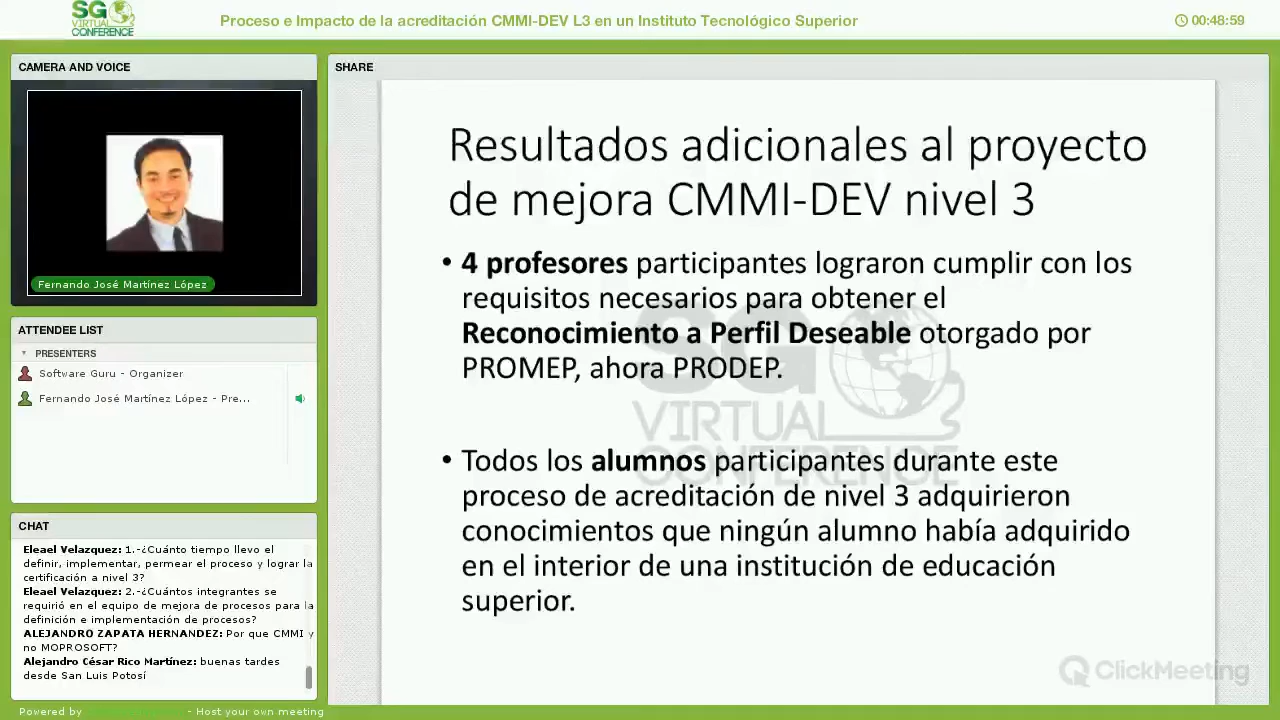 SG
VIRTUAL
CONFERENCE
Proceso e Impacto de la acreditación CMMI-DEV L3 en un Instituto Tecnológico Superior
00:48:59
CAMERA AND VOICE
Fernando José Martínez López
ATTENDEE LIST
PRESENTERS
Software Guru - Organizer
Fernando José Martínez López - Pre...
CHAT
Eleael Velazquez: 1.-¿Cuánto tiempo llevo el
definir, implementar, permear el proceso y lograr la
certificación a nivel 3?
Eleael Velazquez: 2.-¿Cuántos integrantes se
requirió en el equipo de mejora de procesos para la
definición e implementación de procesos?
ALEJANDRO ZAPATA HERNANDEZ: Por que CMMI y
no MOPROSOFT?
Alejandro César Rico Martínez: buenas tardes
desde San Luis Potosí
SHARE
Resultados adicionales al proyecto
de mejora CMMI-DEV nivel 3
• 4 profesores participantes lograron cumplir con los
requisitos necesarios para obtener el
Reconocimiento a Perfil Deseable otorgado por
PROMEP, ahora PRODEP.
• Todos los alumnos participantes durante este
proceso de acreditación de nivel 3 adquirieron
conocimientos que ningún alumno había adquirido
en el interior de una institución de educación
superior.
SG
VIRTUAL
CONFERENCE
ClickMeeting
Powered by - Host your own meeting